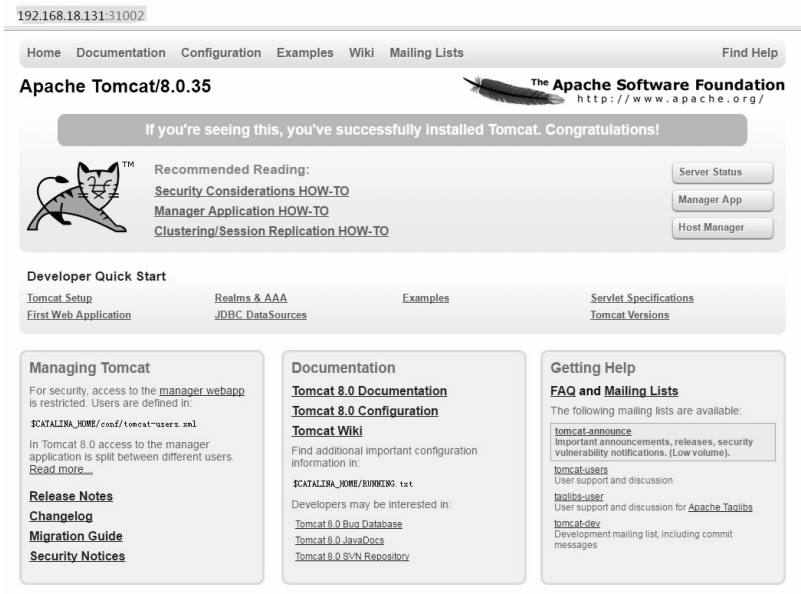 192.168.18.131:31002
Home Documentation Configuration Examples Wiki Mailing Lists Find Help
Apache Tomcat/8.0.35
The Apache Software Foundation
http://www.apache.org/
If you're seeing this, you've successfully installed Tomcat. Congratulations!
TM
Recommended Reading:
Security Considerations HOW-TO
Manager Application HOW-TO
Clustering/Session Replication HOW-TO
Server Status
Manager App
Host Manager
Developer Quick Start
Tomcat Setup
First Web Application
Realms & AAA
JDBC DataSources
Examples
Servlet Specifications
Tomcat Versions
Managing Tomcat
For security, access to the manager webapp
is restricted. Users are defined in:
$CATALINA_HOME/conf/tomcat-users.xml
In Tomcat 8.0 access to the manager
application is split between different users.
Read more...
Release Notes
Changelog
Migration Guide
Security Notices
Documentation
Tomcat 8.0 Documentation
Tomcat 8.0 Configuration
Tomcat Wiki
Find additional important configuration
information in:
$CATALINA_HOME/RUNNING.txt
Developers may be interested in:
Tomcat 8.0 Bug Database
Tomcat 8.0 JavaDocs
Tomcat 8.0 SVN Repository
Getting Help
FAQ and Mailing Lists
The following mailing lists are available:
tomcat-announce
Important announcements, releases, security
vulnerability notifications. (Low volume).
tomcat-users
User support and discussion
taglibs-user
User support and discussion for Apache Taglibs
tomcat-dev
Development mailing list, including commit
messages